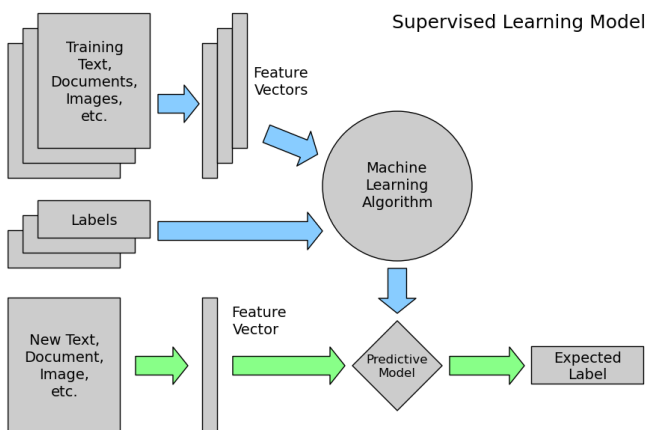 Supervised Learning Model
Training
Text,
Documents,
Images,
etc.
Feature
Vectors
Machine
Learning
Algorithm
Labels
New Text,
Document,
Image,
etc.
Feature
Vector
Predictive
Model
Expected
Label